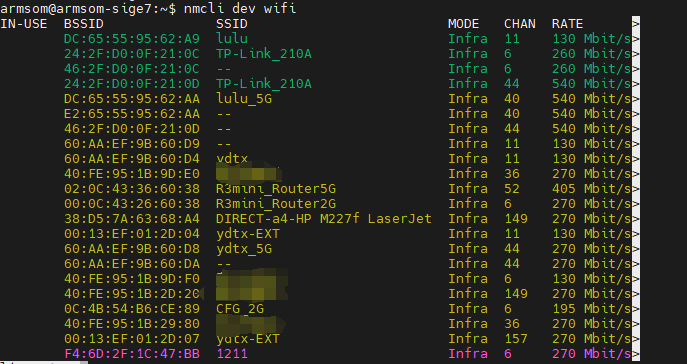 armsom@armsom-sige7:~$ nmcli dev wifi
IN-USE  BSSID              SSID                        MODE   CHAN  RATE       >
        DC:65:55:95:62:A9  lulu                        Infra  11    130 Mbit/s>
        24:2F:D0:0F:21:0C  TP-Link_210A                Infra  6     260 Mbit/s>
        46:2F:D0:0F:21:0C  --                          Infra  6     260 Mbit/s>
        24:2F:D0:0F:21:0D  TP-Link_210A                Infra  44    540 Mbit/s>
        DC:65:55:95:62:AA  lulu_5G                     Infra  40    540 Mbit/s>
        E2:65:55:95:62:AA  --                          Infra  40    540 Mbit/s>
        46:2F:D0:0F:21:0D  --                          Infra  44    540 Mbit/s>
        60:AA:EF:9B:60:D9  --                          Infra  11    130 Mbit/s>
        60:AA:EF:9B:60:D4  ydtx                        Infra  11    130 Mbit/s>
        40:FE:95:1B:9D:E0                              Infra  36    270 Mbit/s>
        02:0C:43:36:60:38  R3mini_Router5G             Infra  52    405 Mbit/s>
        00:0C:43:26:60:38  R3mini_Router2G             Infra  6     270 Mbit/s>
        38:D5:7A:63:68:A4  DIRECT-a4-HP M227f LaserJet  Infra  149   270 Mbit/s>
        00:13:EF:01:2D:04  ydtx-EXT                    Infra  11    130 Mbit/s>
        60:AA:EF:9B:60:D8  ydtx_5G                     Infra  44    270 Mbit/s>
        60:AA:EF:9B:60:DA  --                          Infra  44    270 Mbit/s>
        40:FE:95:1B:9D:F0                              Infra  6     130 Mbit/s>
        40:FE:95:1B:2D:20                              Infra  149   270 Mbit/s>
        0C:4B:54:B6:CE:89  CFG_2G                      Infra  6     195 Mbit/s>
        40:FE:95:1B:29:80                              Infra  36    270 Mbit/s>
        00:13:EF:01:2D:07  ydtx-EXT                    Infra  157   270 Mbit/s>
        F4:6D:2F:1C:47:BB  1211                        Infra  6     270 Mbit/s>